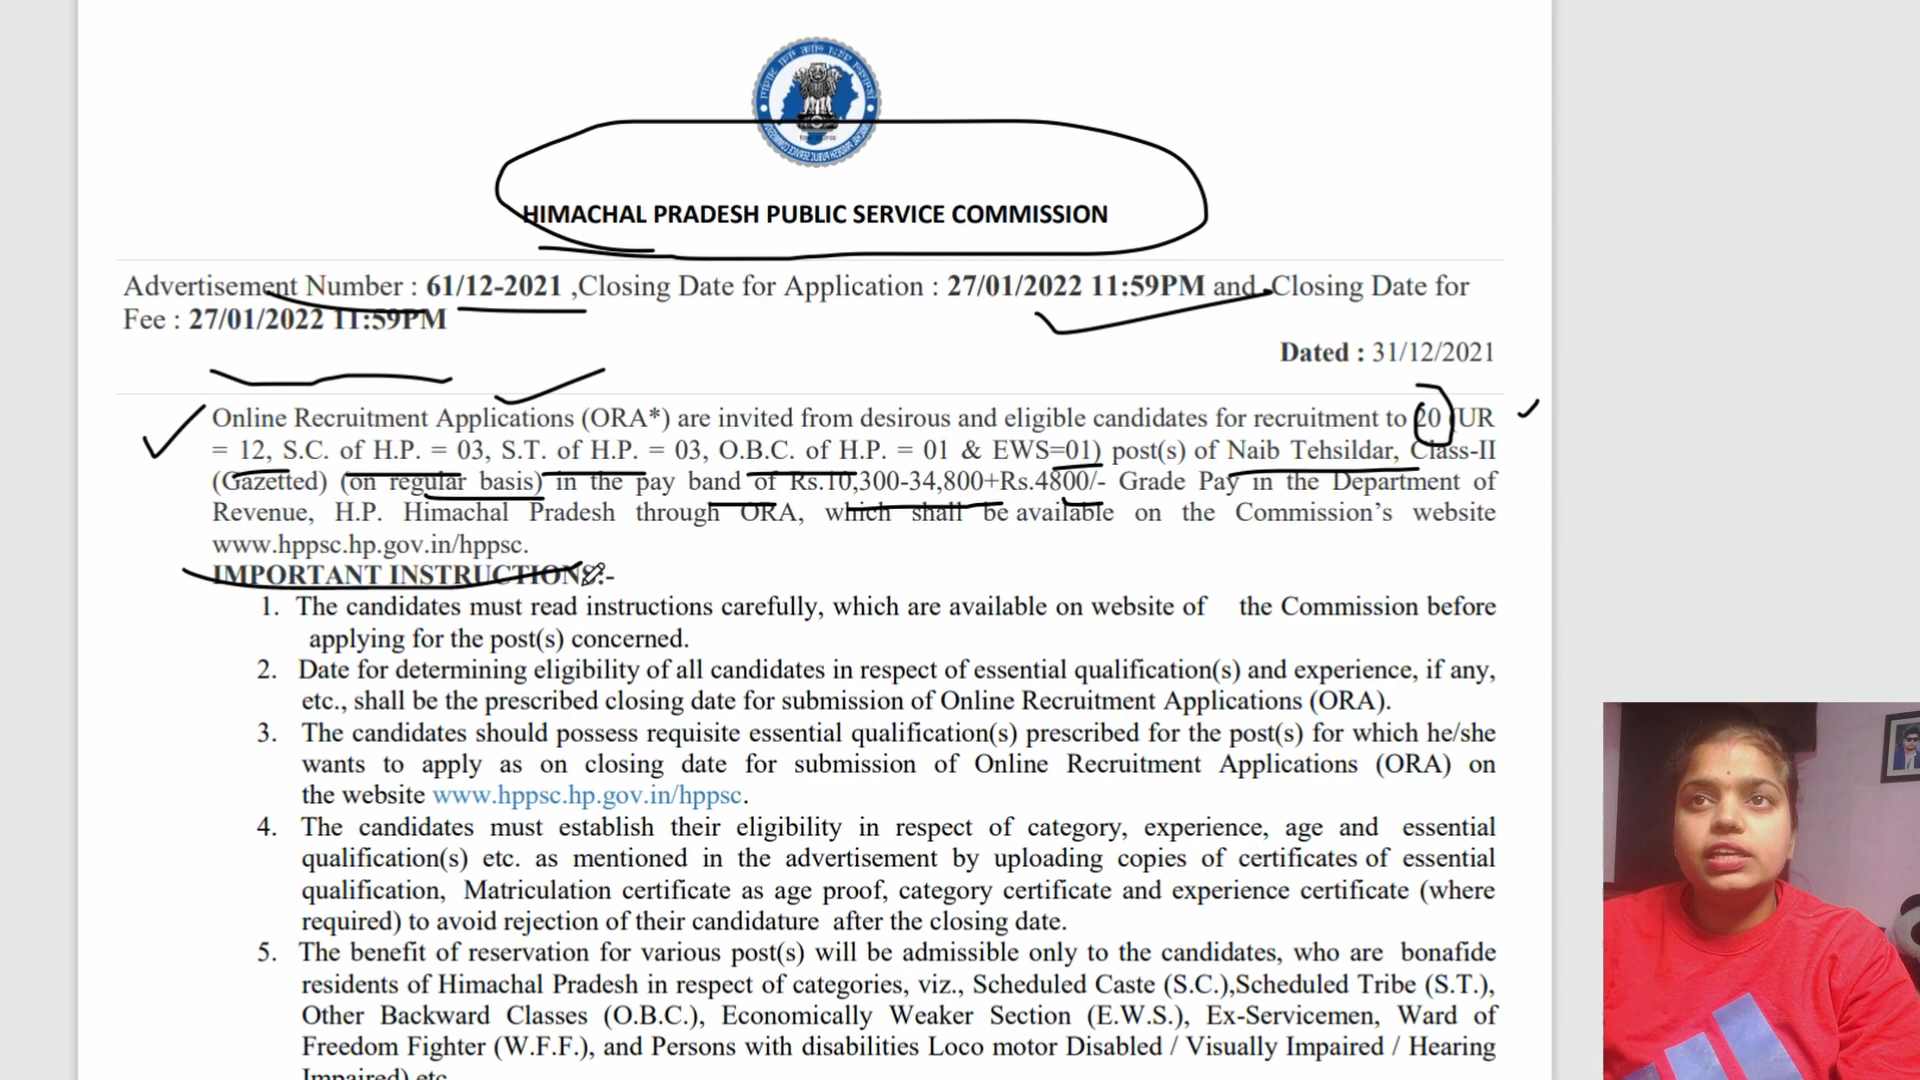 HIMACHAL PRADESH PUBLIC SERVICE COMMISSION
Advertisement Number : 61/12-2021 ,Closing Date for Application : 27/01/2022 11:59PM and Closing Date for
Fee : 27/01/2022 11:59PM
Dated : 31/12/2021
Online Recruitment Applications (ORA*) are invited from desirous and eligible candidates for recruitment to 20 (UR
= 12, S.C. of H.P. = 03, S.T. of H.P. = 03, O.B.C. of H.P. = 01 & EWS=01) post(s) of Naib Tehsildar, Class-II
(Gazetted) (on regular basis) in the pay band of Rs.10,300-34,800+Rs.4800/- Grade Pay in the Department of
Revenue, H.P. Himachal Pradesh through ORA, which shall be available on the Commission’s website
www.hppsc.hp.gov.in/hppsc.
IMPORTANT INSTRUCTIONS:-
1. The candidates must read instructions carefully, which are available on website of the Commission before
applying for the post(s) concerned.
2. Date for determining eligibility of all candidates in respect of essential qualification(s) and experience, if any,
etc., shall be the prescribed closing date for submission of Online Recruitment Applications (ORA).
3. The candidates should possess requisite essential qualification(s) prescribed for the post(s) for which he/she
wants to apply as on closing date for submission of Online Recruitment Applications (ORA) on
the website www.hppsc.hp.gov.in/hppsc.
4. The candidates must establish their eligibility in respect of category, experience, age and essential
qualification(s) etc. as mentioned in the advertisement by uploading copies of certificates of essential
qualification, Matriculation certificate as age proof, category certificate and experience certificate (where
required) to avoid rejection of their candidature after the closing date.
5. The benefit of reservation for various post(s) will be admissible only to the candidates, who are bonafide
residents of Himachal Pradesh in respect of categories, viz., Scheduled Caste (S.C.),Scheduled Tribe (S.T.),
Other Backward Classes (O.B.C.), Economically Weaker Section (E.W.S.), Ex-Servicemen, Ward of
Freedom Fighter (W.F.F.), and Persons with disabilities Loco motor Disabled / Visually Impaired / Hearing
Impaired) etc